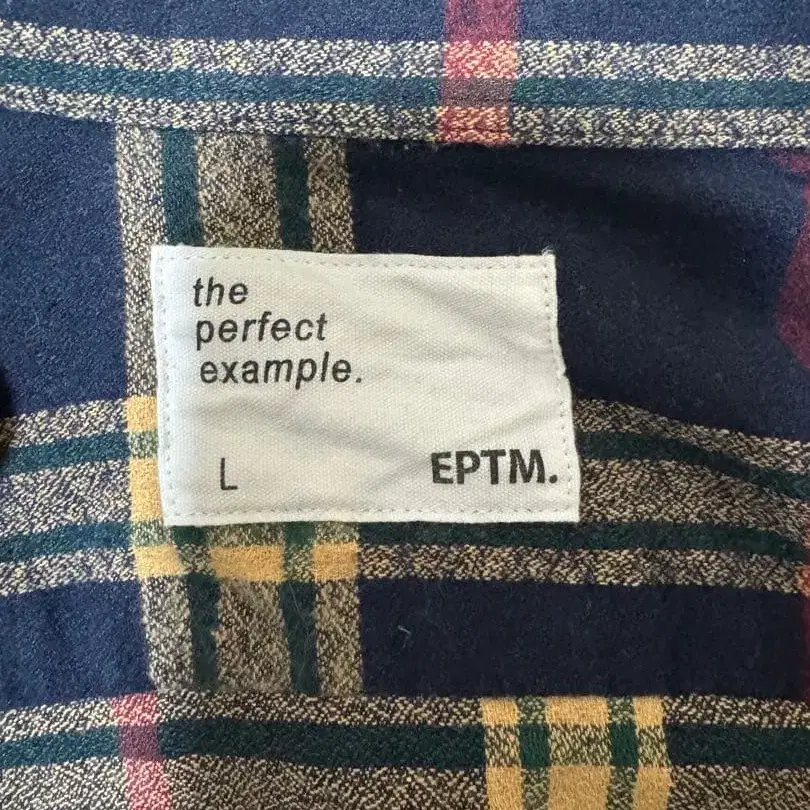 the
perfect
example.
L EPTM.